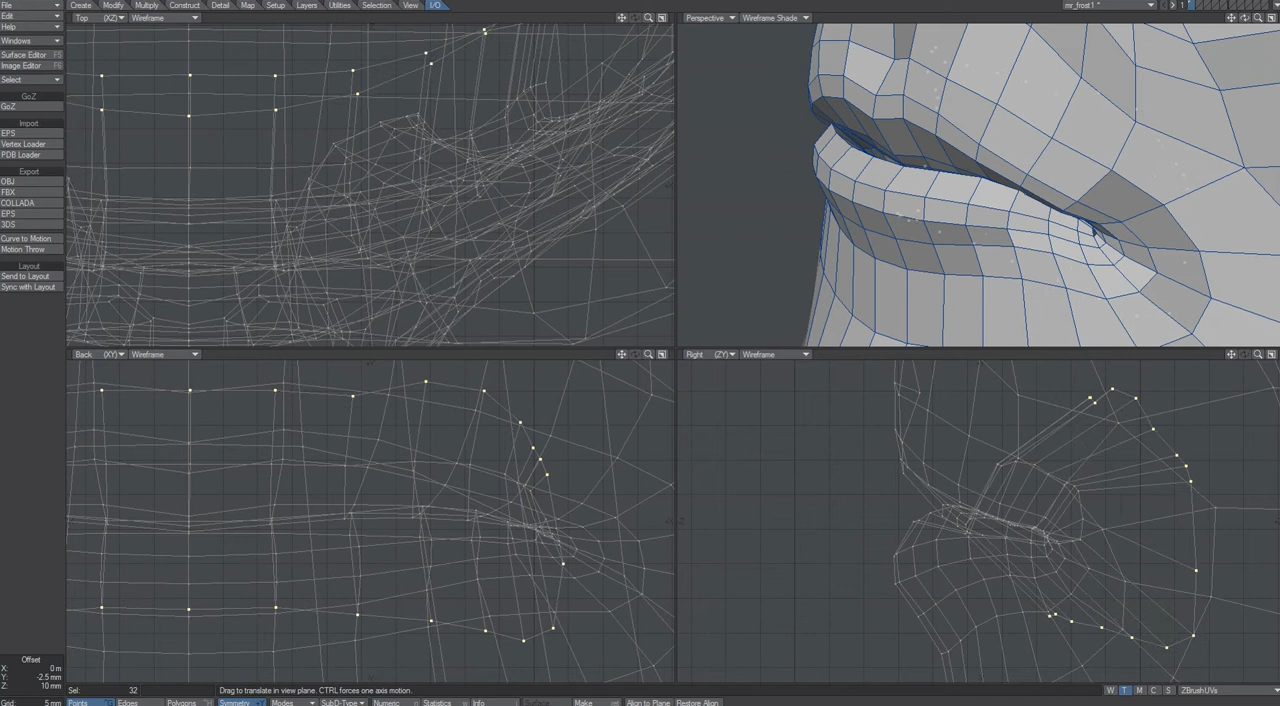 File Create Modify Multiply Construct Detail Map Setup Layers Utilities Selection View I/O mr_frost1 1
Edit
Help
Windows
Surface Editor F5
Image Editor F6
Select
GoZ
GoZ
Import
EPS
Vertex Loader
PDB Loader
Export
OBJ
FBX
COLLADA
EPS
3DS
Curve to Motion
Motion Throw
Layout
Send to Layout
Sync with Layout
Top (XZ) Wireframe
Perspective Wireframe Shade
Back (XY) Wireframe
Right (ZY) Wireframe
Offset
X: 0 m
Y: -2.5 mm
Z: 10 mm
Grid: 5 mm
Sel: 32 Drag to translate in view plane. CTRL forces one axis motion. W T M C S ZBrushUVs
Points Edges Polygons Symmetry Modes SubD-Type Numeric Statistics Info Make Align to Plane Restore Align